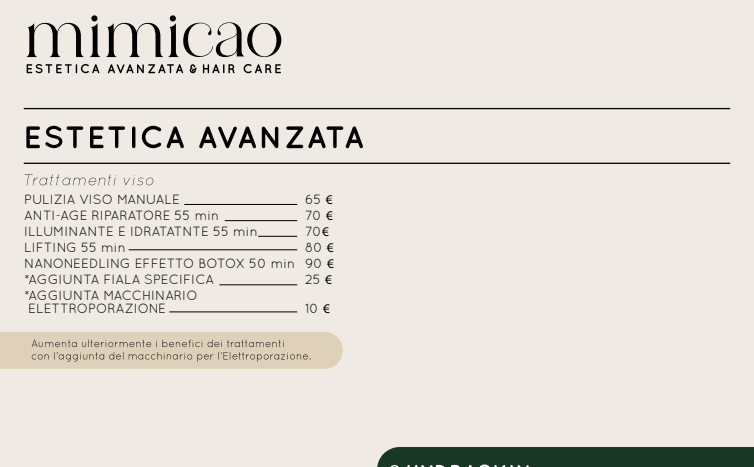 mimicao
ESTETICA AVANZATA & HAIR CARE
ESTETICA AVANZATA
Trattamenti viso
PULIZIA VISO MANUALE 65 €
ANTI-AGE RIPARATORE 55 min 70 €
ILLUMINANTE E IDRATATNTE 55 min 70€
LIFTING 55 min 80 €
NANONEEDLING EFFETTO BOTOX 50 min 90 €
*AGGIUNTA FIALA SPECIFICA 25 €
*AGGIUNTA MACCHINARIO
ELETTROPORAZIONE 10 €
Aumenta ulteriormente i benefici dei trattamenti
con l'aggiunta del macchinario per l'Elettroporazione.
HYDRASKIN